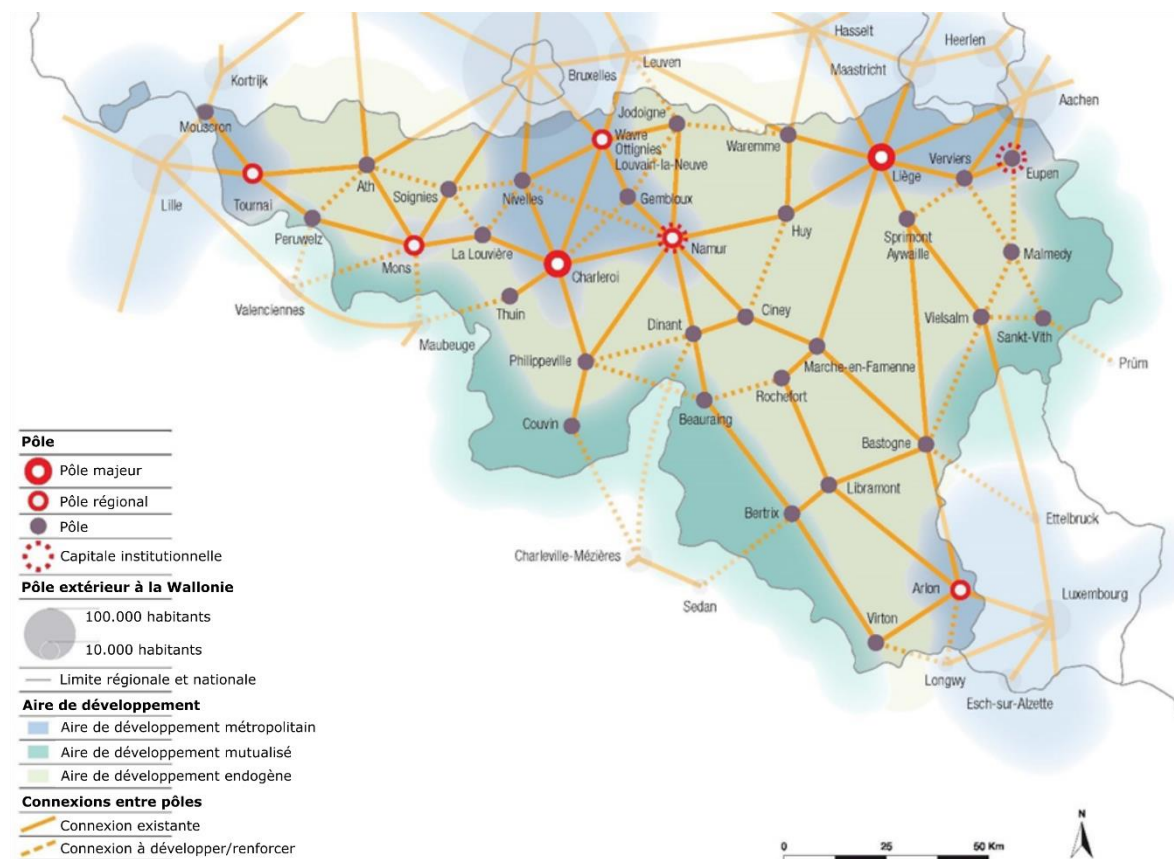 Hasselt
Heerlen
Maastricht
Leuven
Kortrijk
Bruxelles
Aachen
Jodoigne
Mouscron
Wavre
Ottignies
Louvain-la-Neuve
Waremme
Verviers
Eupen
Liège
Ath
Soignies
Nivelles
Gembloux
Lille
Tournai
Peruwelz
Huy
Sprimont
Aywaille
Malmedy
Namur
La Louvière
Mons
Charleroi
Valenciennes
Thuin
Ciney
Dinant
Vielsalm
Sankt-Vith
Maubeuge
Philippeville
Marche-en-Famenne
Prüm
Rochefort
Couvin
Beauraing
Bastogne
Libramont
Bertrix
Ettelbruck
Charleville-Mézières
Arlon
Luxembourg
Sedan
Virton
Longwy
Esch-sur-Alzette
Pôle
Pôle majeur
Pôle régional
Pôle
Capitale institutionnelle
Pôle extérieur à la Wallonie
100.000 habitants
10.000 habitants
Limite régionale et nationale
Aire de développement
Aire de développement métropolitain
Aire de développement mutualisé
Aire de développement endogène
Connexions entre pôles
Connexion existante
Connexion à développer/renforcer
N
0 25 50 Km